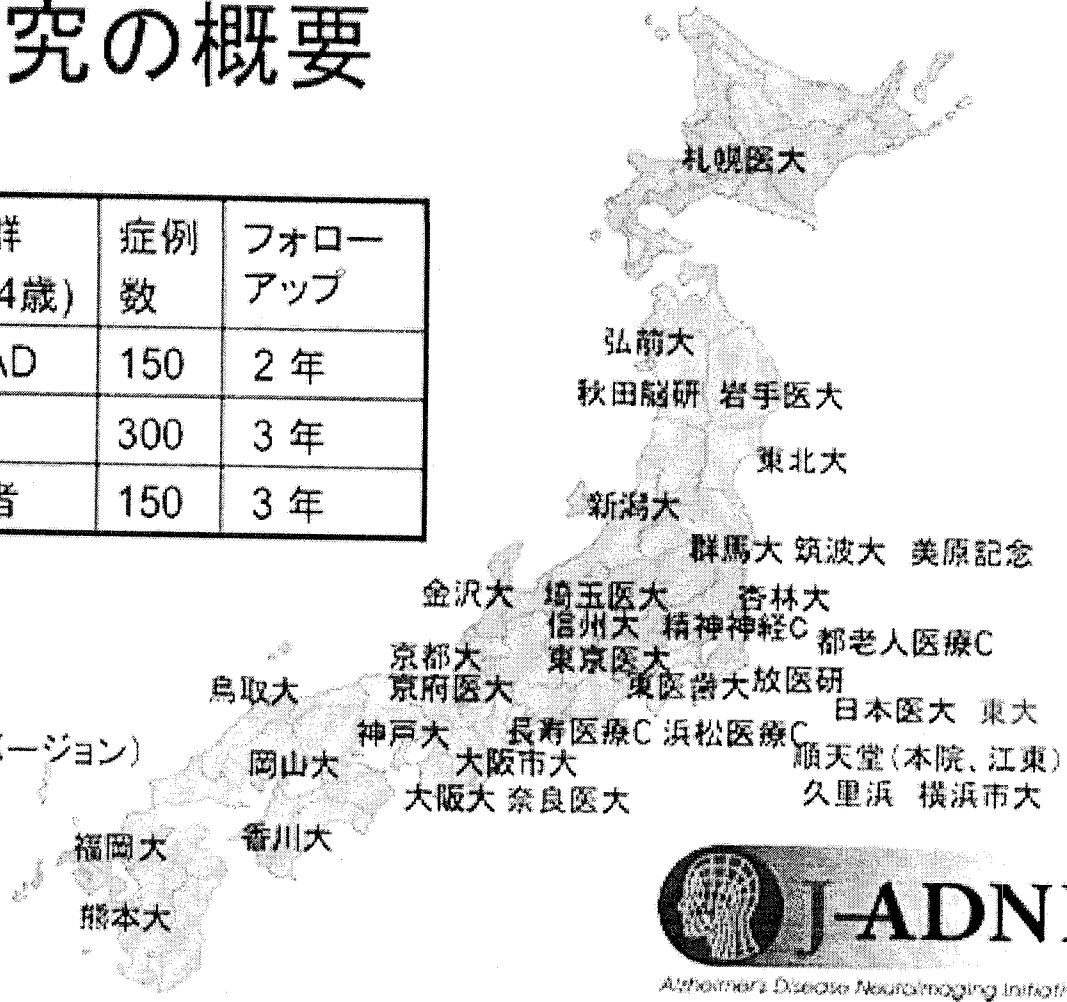 究の概要
群 症例 フォロー
4歳) 数 アップ
AD 150 2 年
300 3 年
者 150 3 年
札幌医大
弘前大
秋田脳研 岩手医大
東北大
新潟大
群馬大 筑波大 美原記念
金沢大 埼玉医大 杏林大
信州大 精神神経C 都老人医療C
京都大 東京医大
鳥取大 京府医大 東医歯大 放医研
日本医大 東大
神戸大 長寿医療C 浜松医療C
バージョン) 岡山大 大阪市大 順天堂(本院、江東)
大阪大 奈良医大 久里浜 横浜市大
福岡大 香川大
熊本大
J-ADNI
Alzheimer's Disease Neuroimaging Initiati